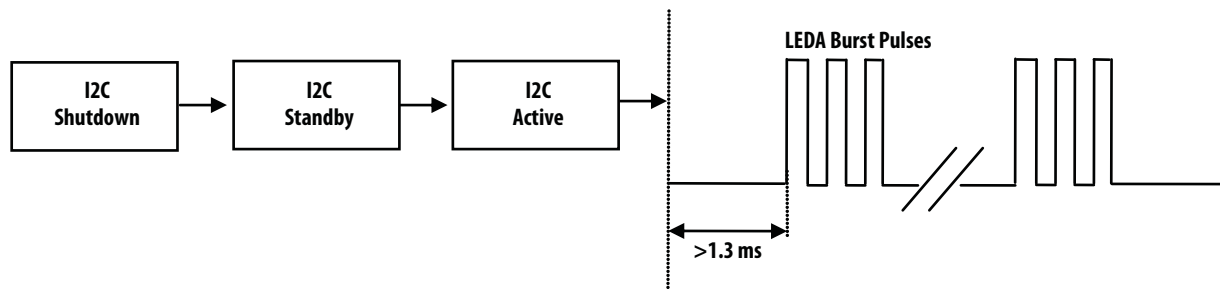 LEDA Burst Pulses
I2C
Shutdown
I2C
Standby
I2C
Active
>1.3 ms